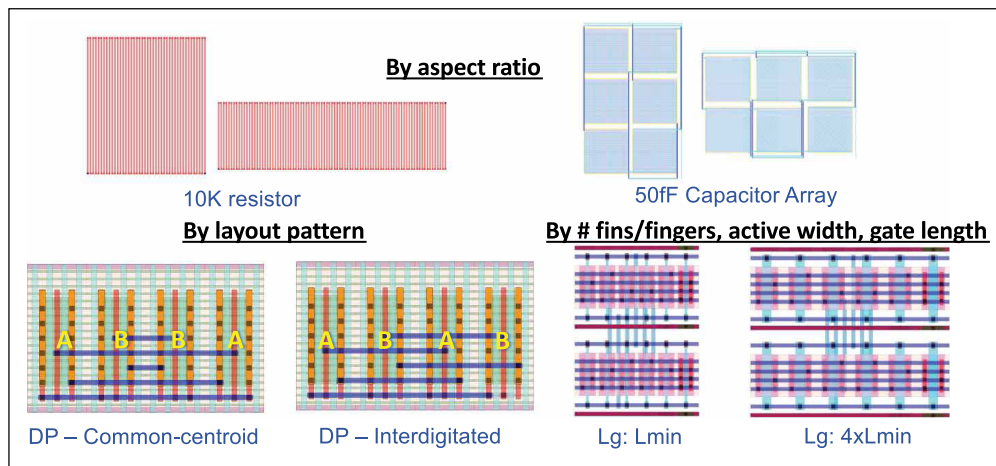 By aspect ratio
10K resistor
50fF Capacitor Array
By layout pattern
By # fins/fingers, active width, gate length
A B B A
A B A B
DP – Common-centroid
DP – Interdigitated
Lg: Lmin
Lg: 4xLmin